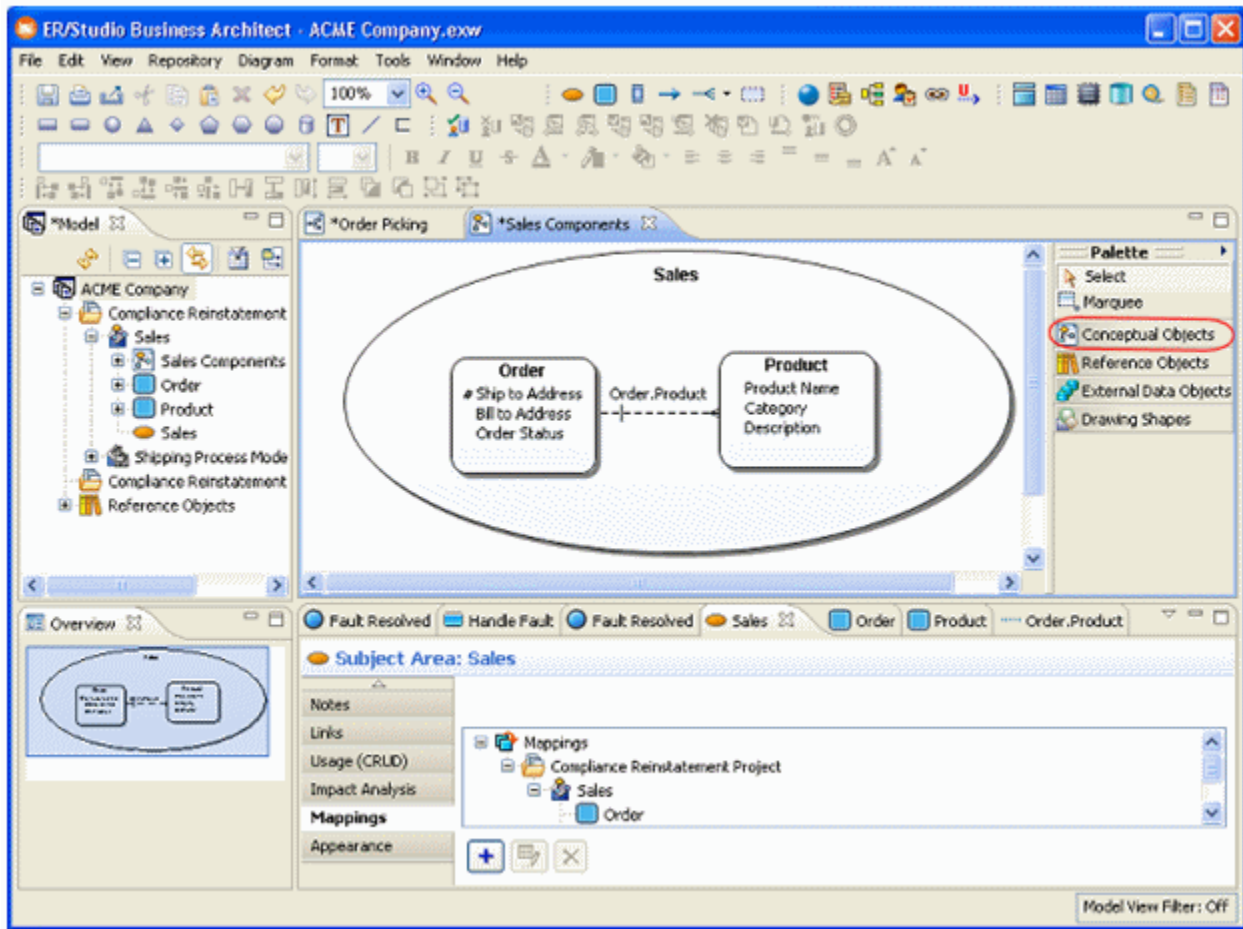 ER/Studio Business Architect - ACME Company.exw
File Edit View Repository Diagram Format Tools Window Help
100%
*Model
*Order Picking
*Sales Components
ACME Company
Compliance Reinstatement
Sales
Sales Components
Order
Product
Sales
Shipping Process Mode
Compliance Reinstatement
Reference Objects
Sales
Order
# Ship to Address
Bill to Address
Order Status
Order.Product
Product
Product Name
Category
Description
Palette
Select
Marquee
Conceptual Objects
Reference Objects
External Data Objects
Drawing Shapes
Overview
Fault Resolved
Handle Fault
Fault Resolved
Sales
Order
Product
Order.Product
Subject Area: Sales
Notes
Links
Usage (CRUD)
Impact Analysis
Mappings
Appearance
Mappings
Compliance Reinstatement Project
Sales
Order
Model View Filter: Off